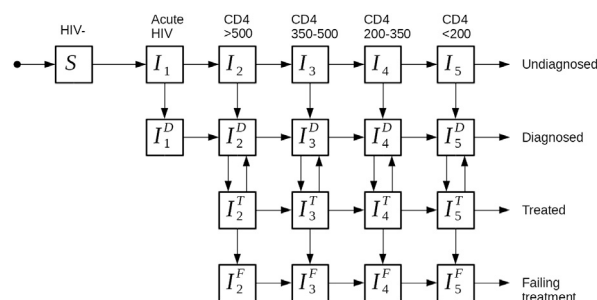 HIV-
Acute
HIV
CD4
>500
CD4
350-500
CD4
200-350
CD4
<200
S I₁ I₂ I₃ I₄ I₅ Undiagnosed
I₁ᴰ I₂ᴰ I₃ᴰ I₄ᴰ I₅ᴰ Diagnosed
I₂ᵀ I₃ᵀ I₄ᵀ I₅ᵀ Treated
I₂ᶠ I₃ᶠ I₄ᶠ I₅ᶠ Failing
treatment